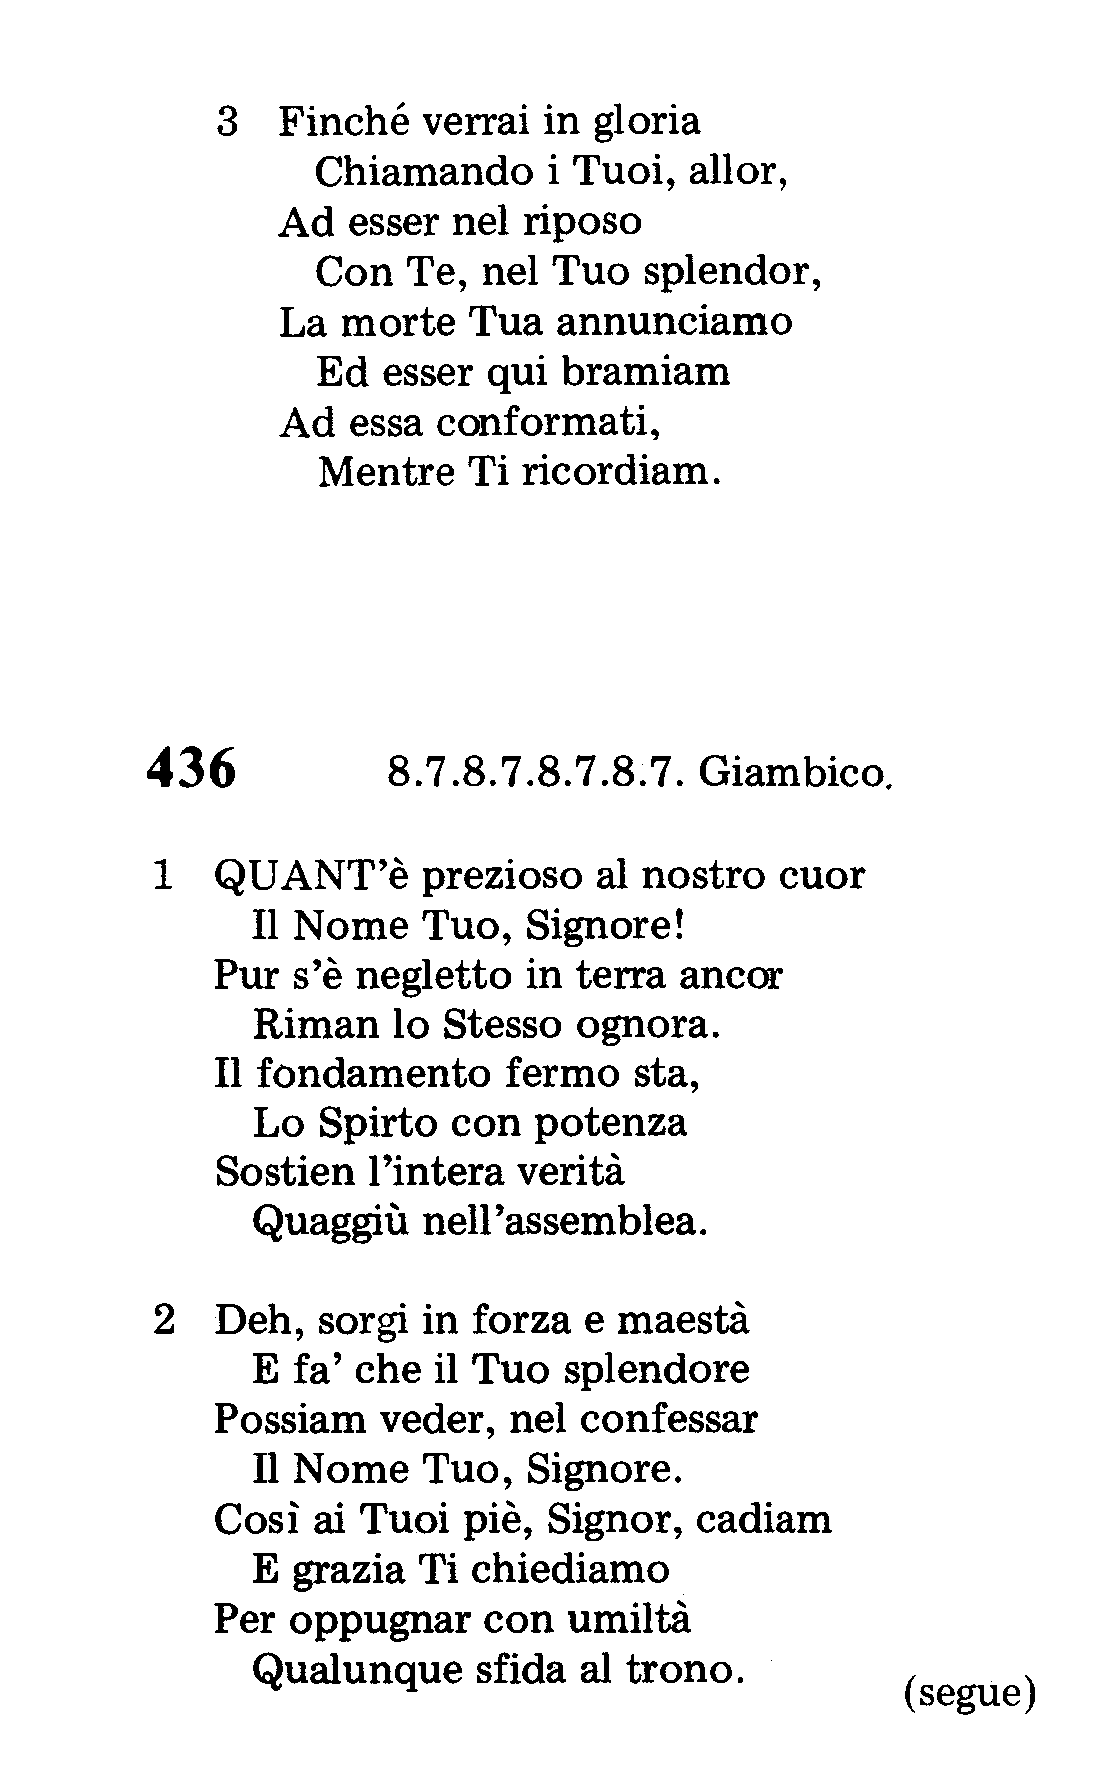 3 Finché verrai in gloria
Chiamando i Tuoi, allor,
Ad esser nel riposo
Con Te, nel Tuo splendor,
La morte Tua annunciamo
Ed esser qui bramiam
Ad essa conformati,
Mentre Ti ricordiam.
436 8.7.8.7.8.7.8.7. Giambico.
1 QUANT’è prezioso al nostro cuor
Il Nome Tuo, Signore!
Pur s’è negletto in terra ancor
Riman lo Stesso ognora.
Il fondamento fermo sta,
Lo Spirto con potenza
Sostien l’intera verità
Quaggiù nell’assemblea.
2 Deh, sorgi in forza e maestà
E fa’ che il Tuo splendore
Possiam veder, nel confessar
Il Nome Tuo, Signore.
Così ai Tuoi piè, Signor, cadiam
E grazia Ti chiediamo
Per oppugnar con umiltà
Qualunque sfida al trono.
(segue)